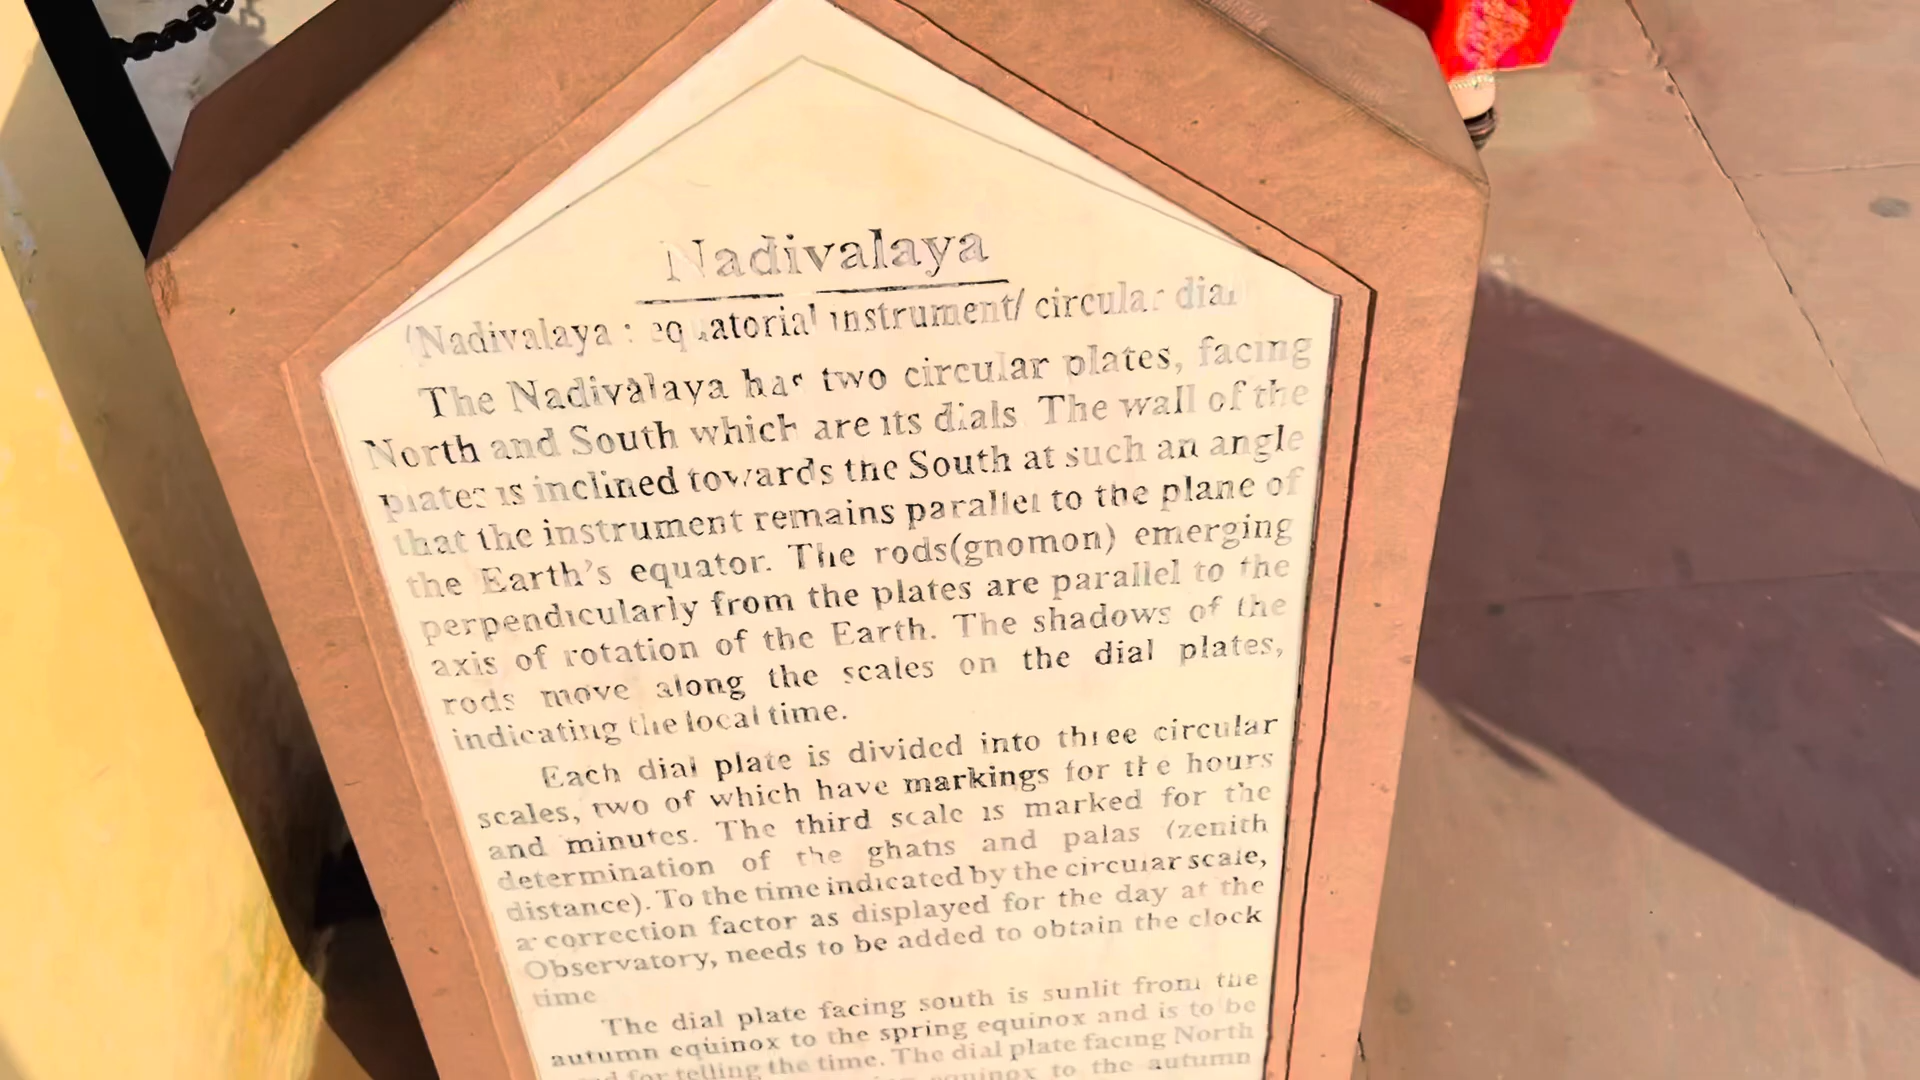 Nadivalaya
(Nadivalaya : equatorial instrument/ circular dial
The Nadivalaya has two circular plates, facing
North and South which are its dials The wall of the
plates is inclined towards the South at such an angle
that the instrument remains parallel to the plane of
the Earth's equator. The rods(gnomon) emerging
perpendicularly from the plates are parallel to the
axis of rotation of the Earth. The shadows of the
rods move along the scales on the dial plates,
indicating the local time.
Each dial plate is divided into three circular
scales, two of which have markings for the hours
and minutes. The third scale is marked for the
determination of the ghatis and palas (zenith
distance). To the time indicated by the circular scale,
a correction factor as displayed for the day at the
Observatory, needs to be added to obtain the clock
time
The dial plate facing south is sunlit from the
autumn equinox to the spring equinox and is to be
for telling the time. The dial plate facing North
equinox to the autumn